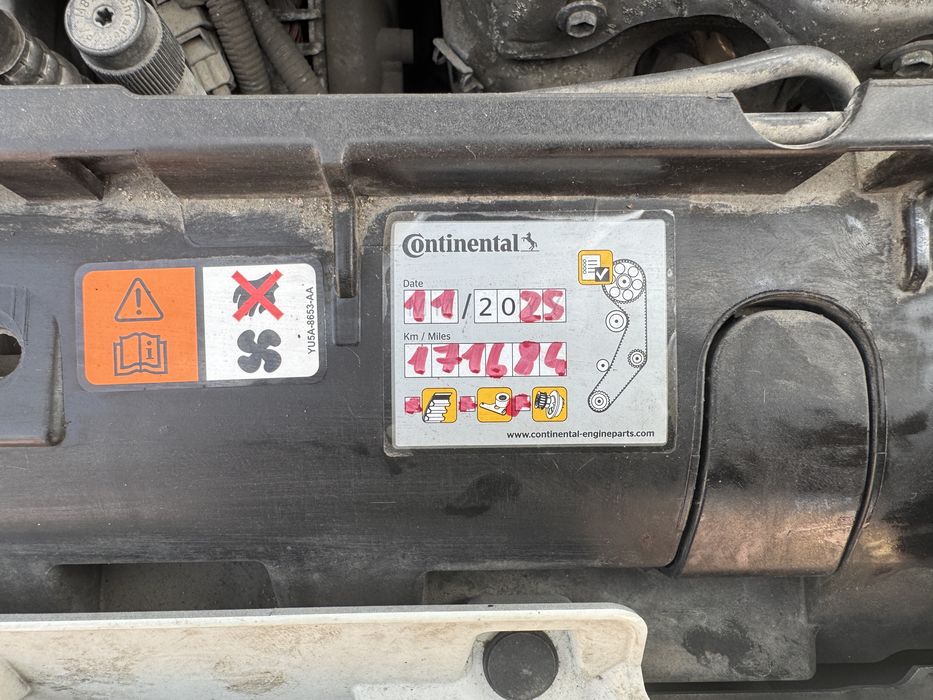 Continental
Date
11/2025
Km / Miles
171684
www.continental-engineparts.com
YU5A-8653-AA